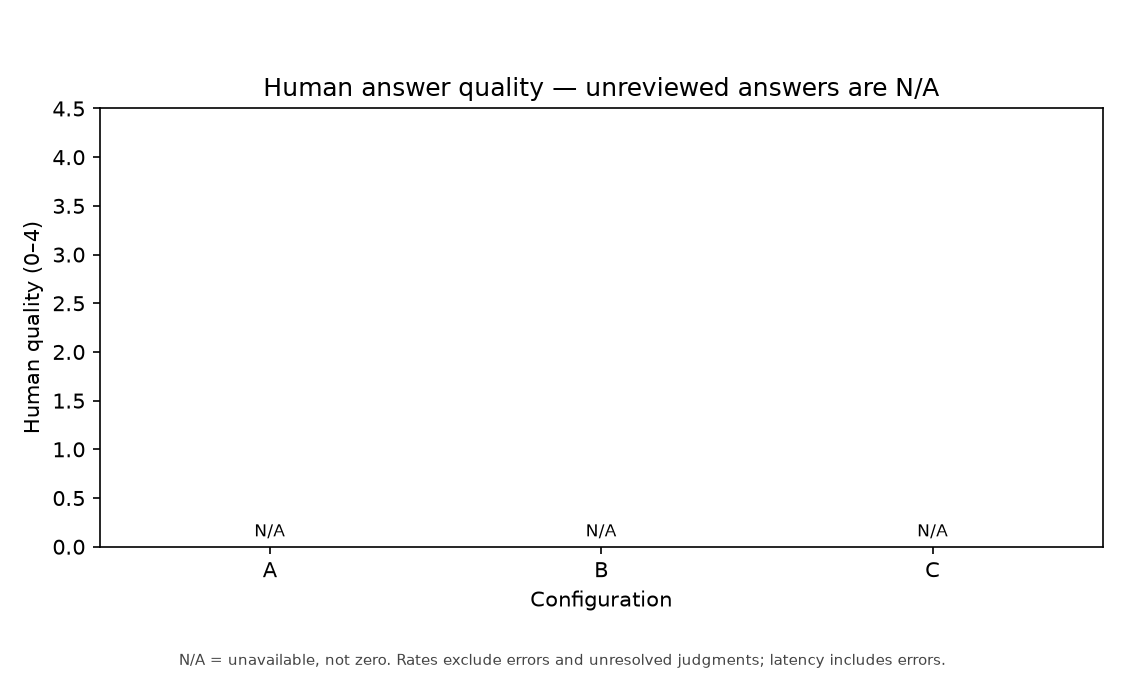 Human answer quality — unreviewed answers are N/A
4.5
4.0
3.5
3.0
2.5
2.0
1.5
1.0
0.5
0.0
Human quality (0–4)
N/A N/A N/A
A B C
Configuration
N/A = unavailable, not zero. Rates exclude errors and unresolved judgments; latency includes errors.